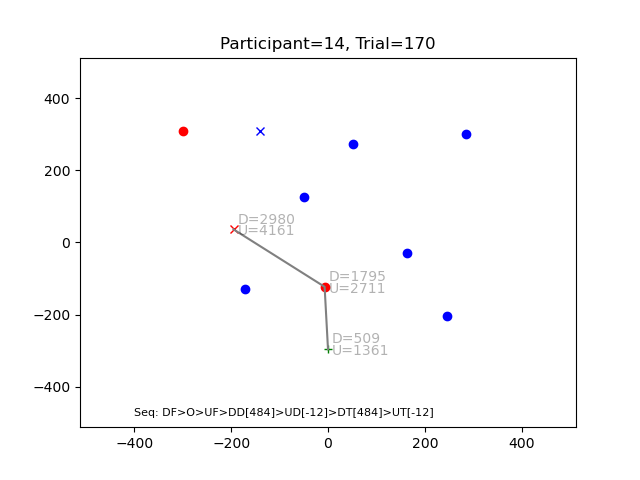 Participant=14, Trial=170
400
200
0
−200
−400
D=2980
U=4161
D=1795
U=2711
D=509
U=1361
Seq: DF>O>UF>DD[484]>UD[-12]>DT[484]>UT[-12]
−400
−200
0
200
400